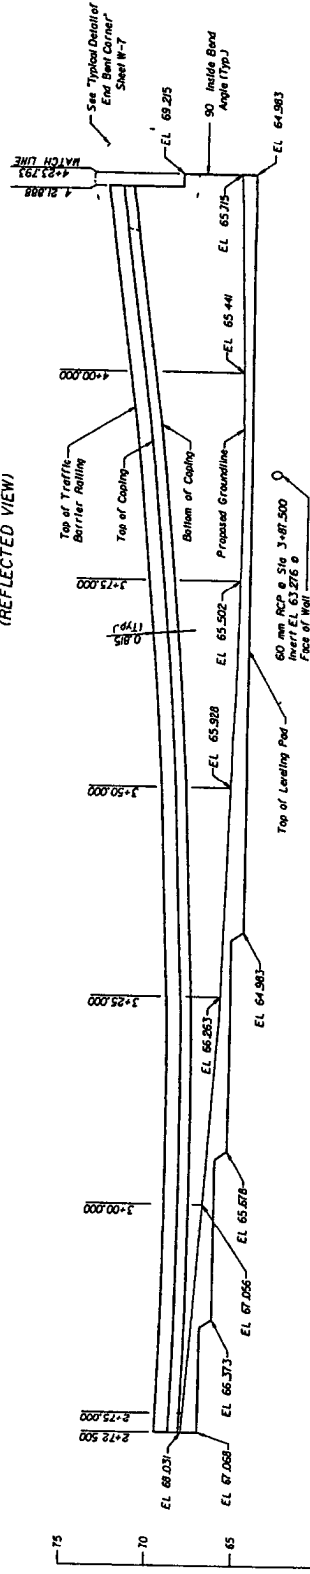 (REFLECTED VIEW)
See "Typical Detail of
End Bent Corner"
Sheet W-7
MATCH LINE
4+23.793
4 21.888
EL 69.215
90 Inside Bend
Angle (Typ.)
EL 64.983
EL 65.715
EL 65.441
4+00.000
Top of Traffic
Barrier Railing
Top of Coping
Bottom of Coping
Proposed Groundline
3+75.000
0.815
(Typ.)
EL 65.502
60 mm RCP @ Sta 3+87.500
Invert EL 63.276 @
Face of Wall
EL 65.928
3+50.000
Top of Leveling Pad
3+25.000
EL 66.263
EL 64.983
3+00.000
EL 65.678
EL 67.056
EL 66.373
2+75.000
2+72.500
EL 68.031
EL 67.068
75
70
65